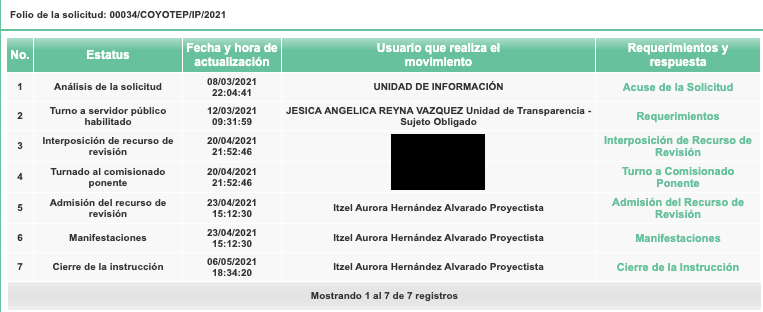 Folio de la solicitud: 00034/COYOTEP/IP/2021
No. Estatus Fecha y hora de actualización Usuario que realiza el movimiento Requerimientos y respuesta
1 Análisis de la solicitud 08/03/2021 22:04:41 UNIDAD DE INFORMACIÓN Acuse de la Solicitud
2 Turno a servidor público habilitado 12/03/2021 09:31:59 JESICA ANGELICA REYNA VAZQUEZ Unidad de Transparencia - Sujeto Obligado Requerimientos
3 Interposición de recurso de revisión 20/04/2021 21:52:46 Interposición de Recurso de Revisión
4 Turnado al comisionado ponente 20/04/2021 21:52:46 Turno a Comisionado Ponente
5 Admisión del recurso de revisión 23/04/2021 15:12:30 Itzel Aurora Hernández Alvarado Proyectista Admisión del Recurso de Revisión
6 Manifestaciones 23/04/2021 15:12:30 Itzel Aurora Hernández Alvarado Proyectista Manifestaciones
7 Cierre de la instrucción 06/05/2021 18:34:20 Itzel Aurora Hernández Alvarado Proyectista Cierre de la Instrucción
Mostrando 1 al 7 de 7 registros